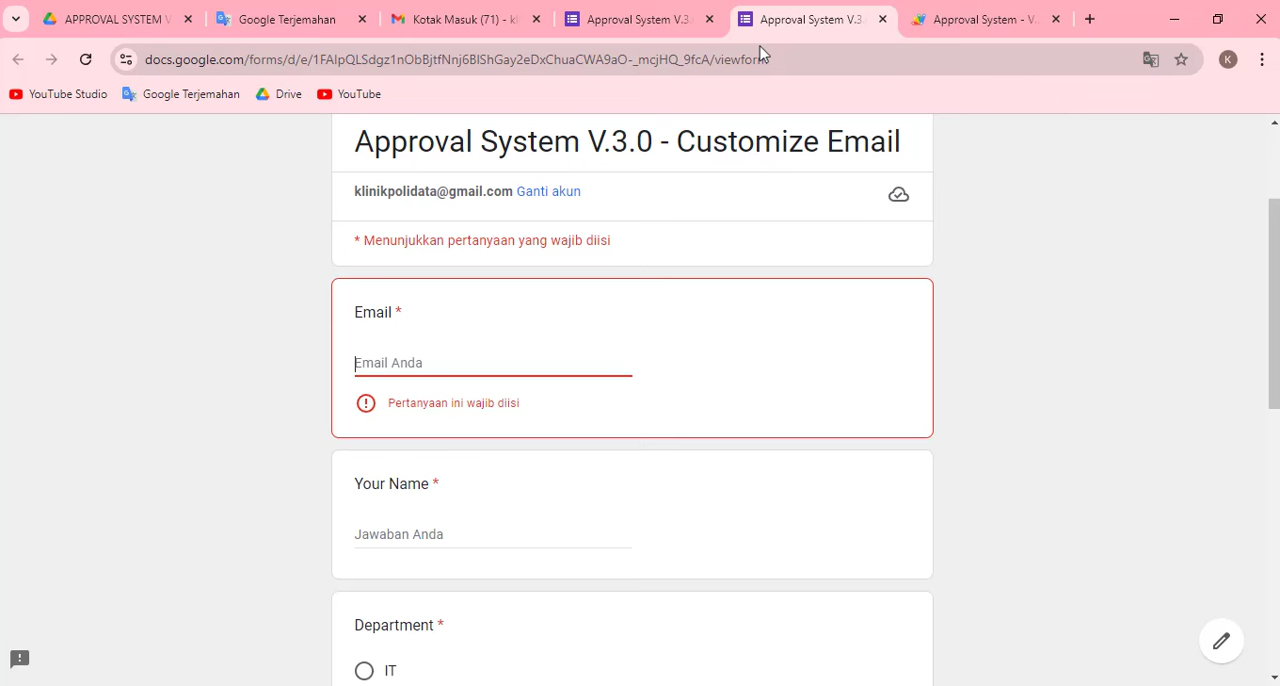 APPROVAL SYSTEM V
Google Terjemahan
Kotak Masuk (71) - kl
Approval System V.3.
Approval System V.3.
Approval System - V.
docs.google.com/forms/d/e/1FAIpQLSdgz1nObBjtfNnj6BIShGay2eDxChuaCWA9aO-_mcjHQ_9fcA/viewform
K
YouTube Studio
Google Terjemahan
Drive
YouTube
Approval System V.3.0 - Customize Email
klinikpolidata@gmail.com Ganti akun
* Menunjukkan pertanyaan yang wajib diisi
Email *
Email Anda
Pertanyaan ini wajib diisi
Your Name *
Jawaban Anda
Department *
IT